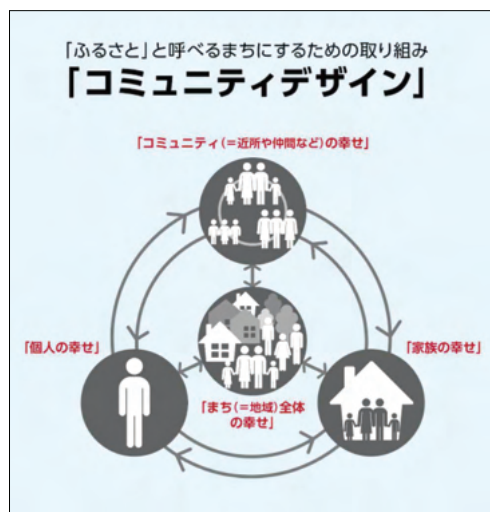 「ふるさと」と呼べるまちにするための取り組み
「コミュニティデザイン」
「コミュニティ（＝近所や仲間など）の幸せ」
「個人の幸せ」
「家族の幸せ」
「まち（＝地域）全体
の幸せ」